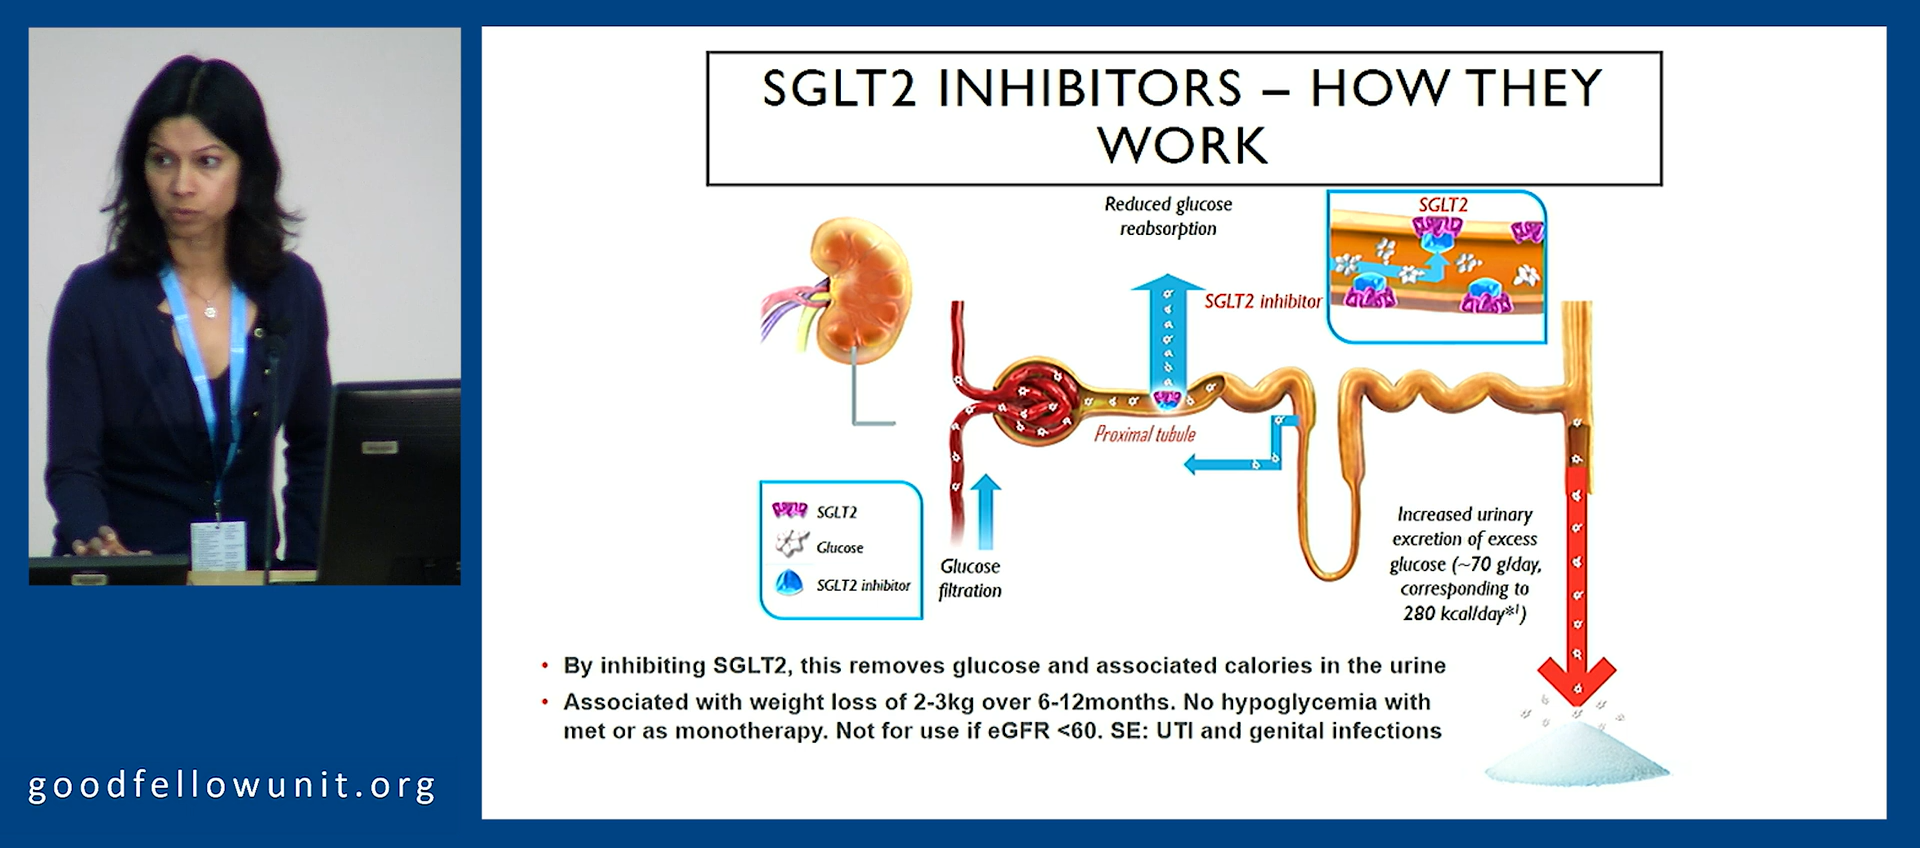 SGLT2 INHIBITORS – HOW THEY
WORK
Reduced glucose
reabsorption
SGLT2
SGLT2 inhibitor
Proximal tubule
SGLT2
Glucose
SGLT2 inhibitor
Glucose
filtration
Increased urinary
excretion of excess
glucose (~70 g/day,
corresponding to
280 kcal/day*¹)
• By inhibiting SGLT2, this removes glucose and associated calories in the urine
• Associated with weight loss of 2-3kg over 6-12months. No hypoglycemia with
met or as monotherapy. Not for use if eGFR <60. SE: UTI and genital infections
goodfellowunit.org